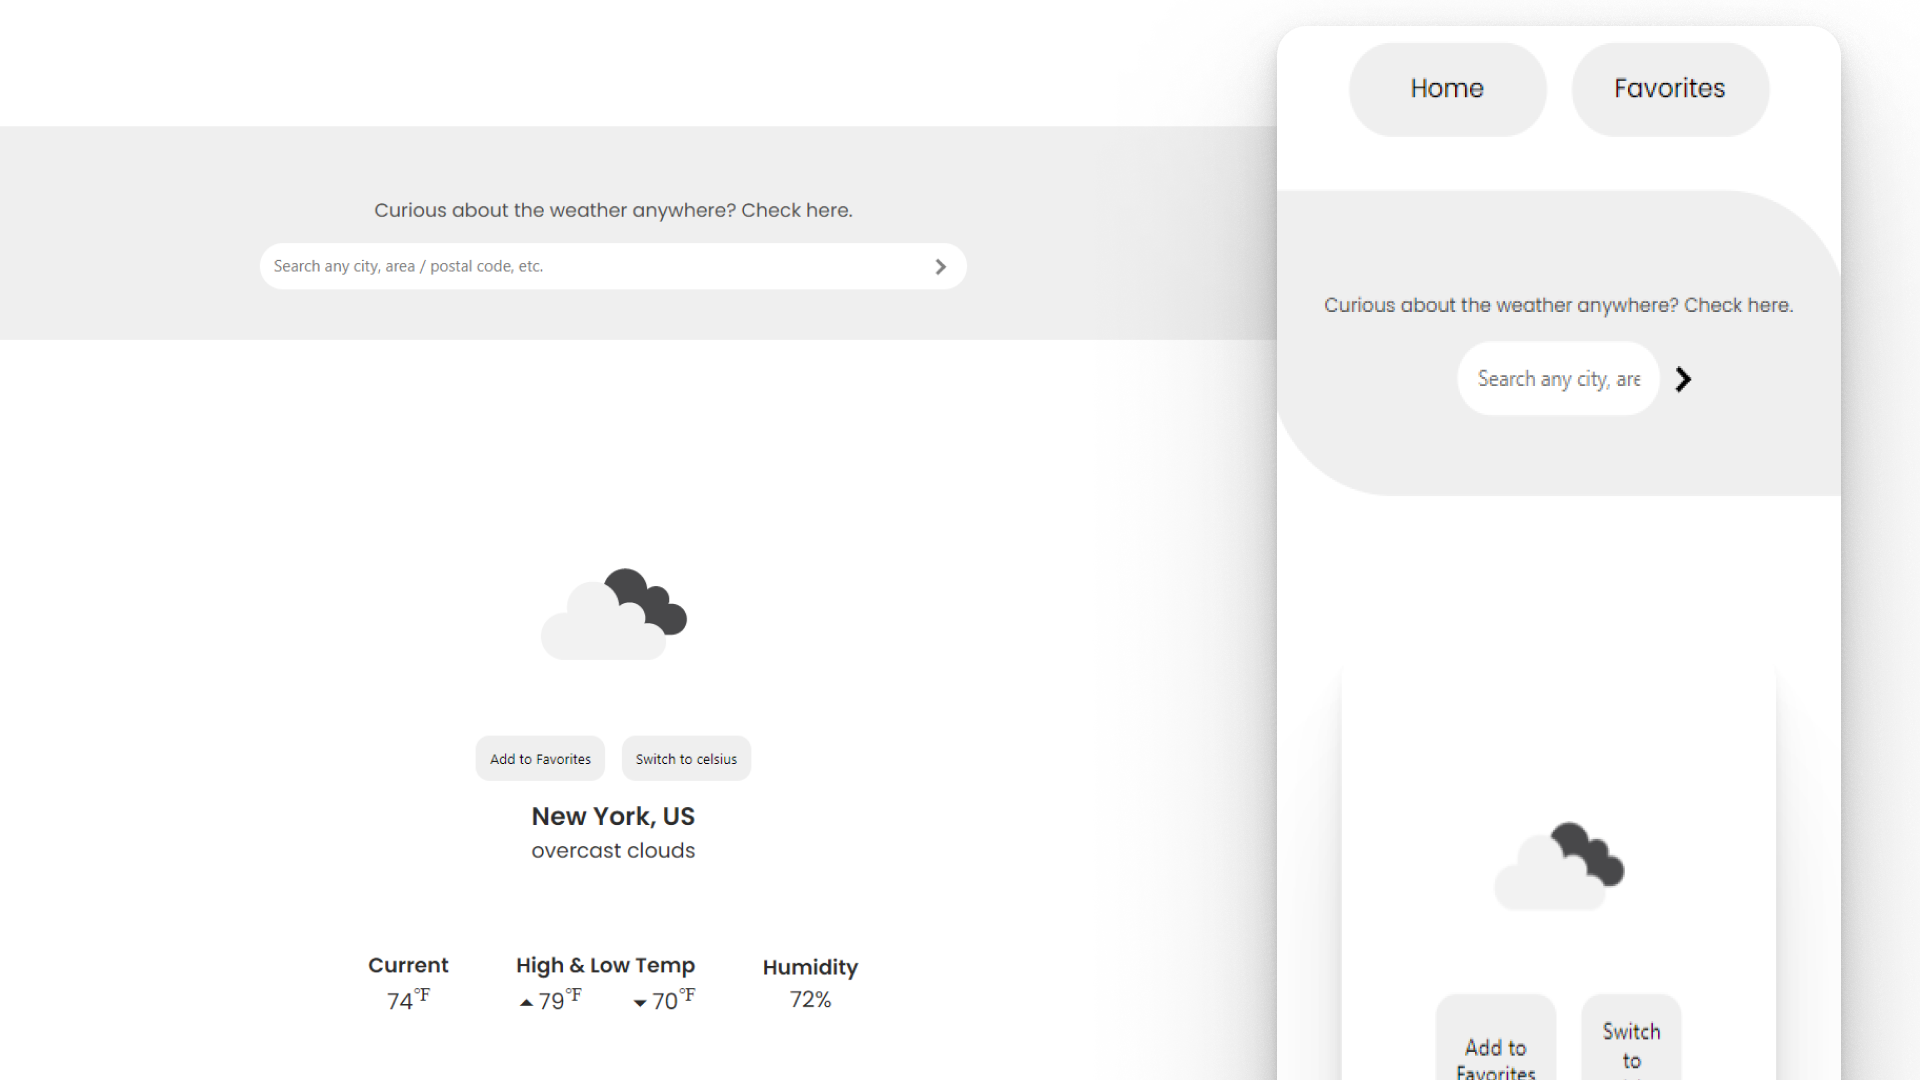 Curious about the weather anywhere? Check here.
Search any city, area / postal code, etc.
Add to Favorites
Switch to celsius
New York, US
overcast clouds
Current
74°F
High & Low Temp
79°F 70°F
Humidity
72%
Home
Favorites
Curious about the weather anywhere? Check here.
Search any city, are
Add to
Favorites
Switch
to